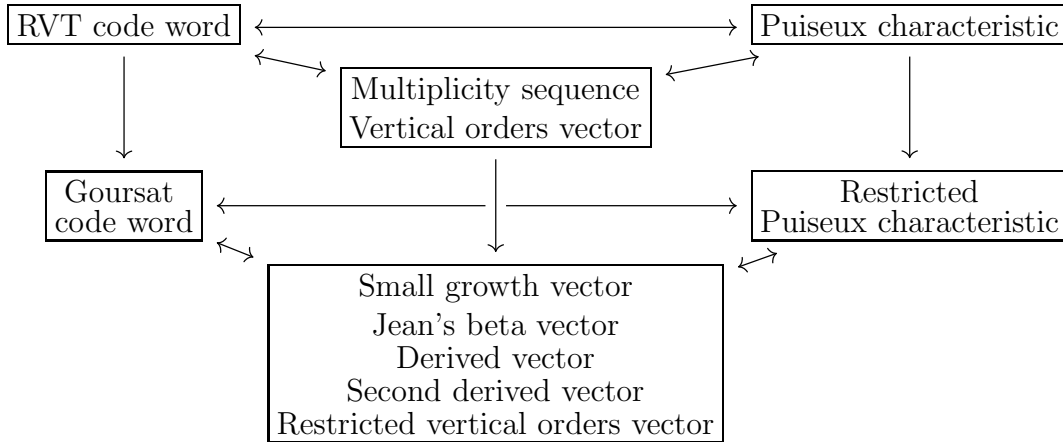 RVT code word
Puiseux characteristic
Multiplicity sequence
Vertical orders vector
Goursat
code word
Restricted
Puiseux characteristic
Small growth vector
Jean's beta vector
Derived vector
Second derived vector
Restricted vertical orders vector